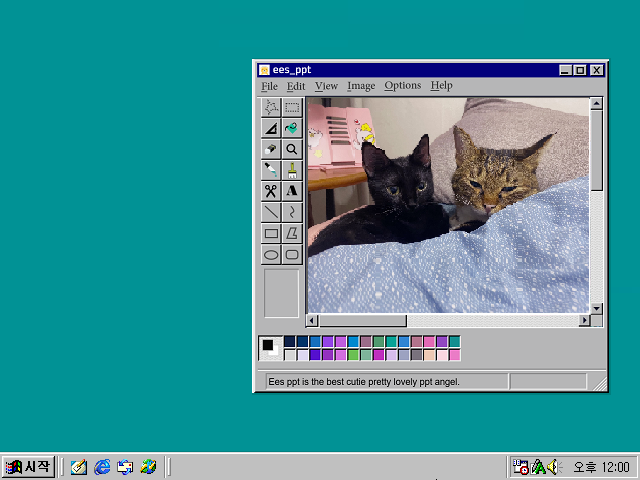 ees_ppt
File Edit View Image Options Help
A
Ees ppt is the best cutie pretty lovely ppt angel.
시작
오후 12:00